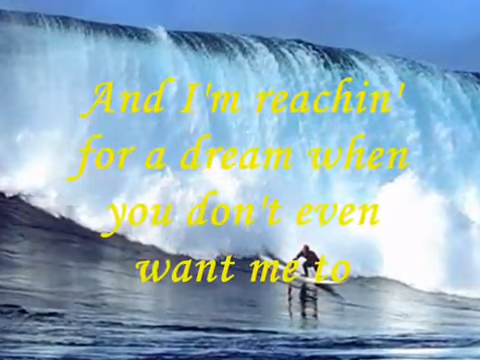 And I'm reachin'
for a dream when
you don't even
want me to